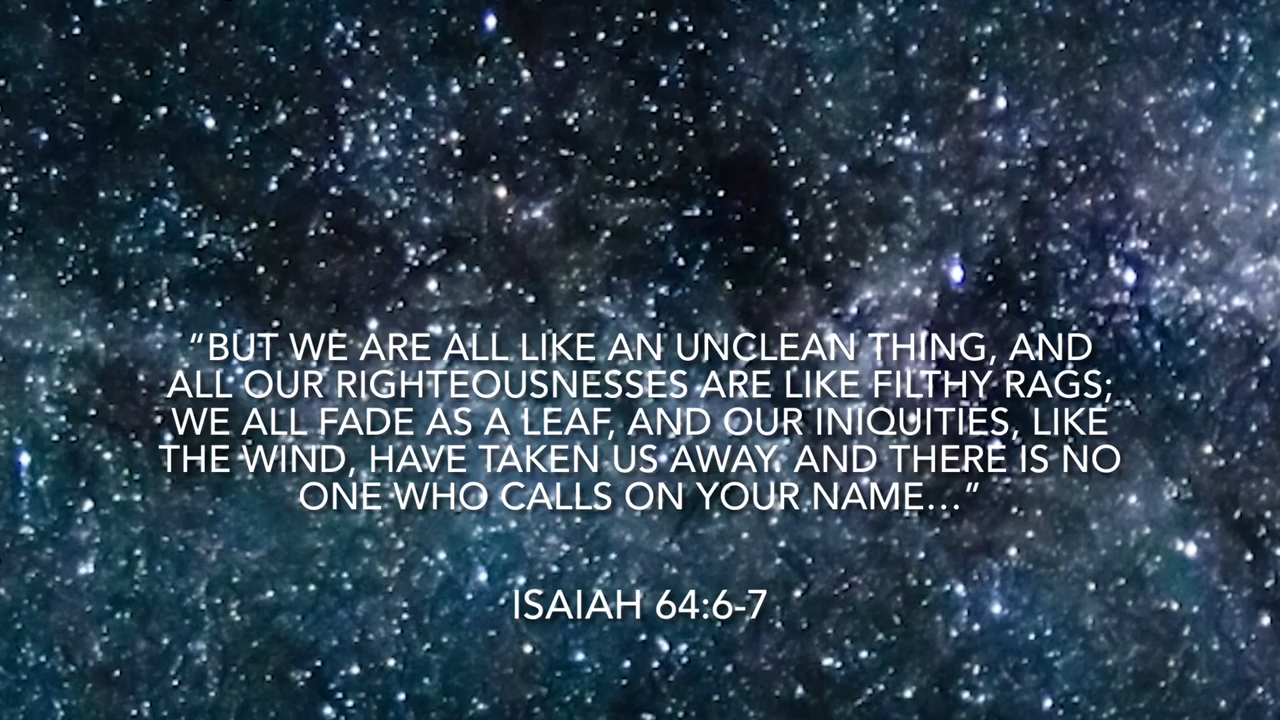 “BUT WE ARE ALL LIKE AN UNCLEAN THING, AND
ALL OUR RIGHTEOUSNESSES ARE LIKE FILTHY RAGS;
WE ALL FADE AS A LEAF, AND OUR INIQUITIES, LIKE
THE WIND, HAVE TAKEN US AWAY. AND THERE IS NO
ONE WHO CALLS ON YOUR NAME…”
ISAIAH 64:6-7